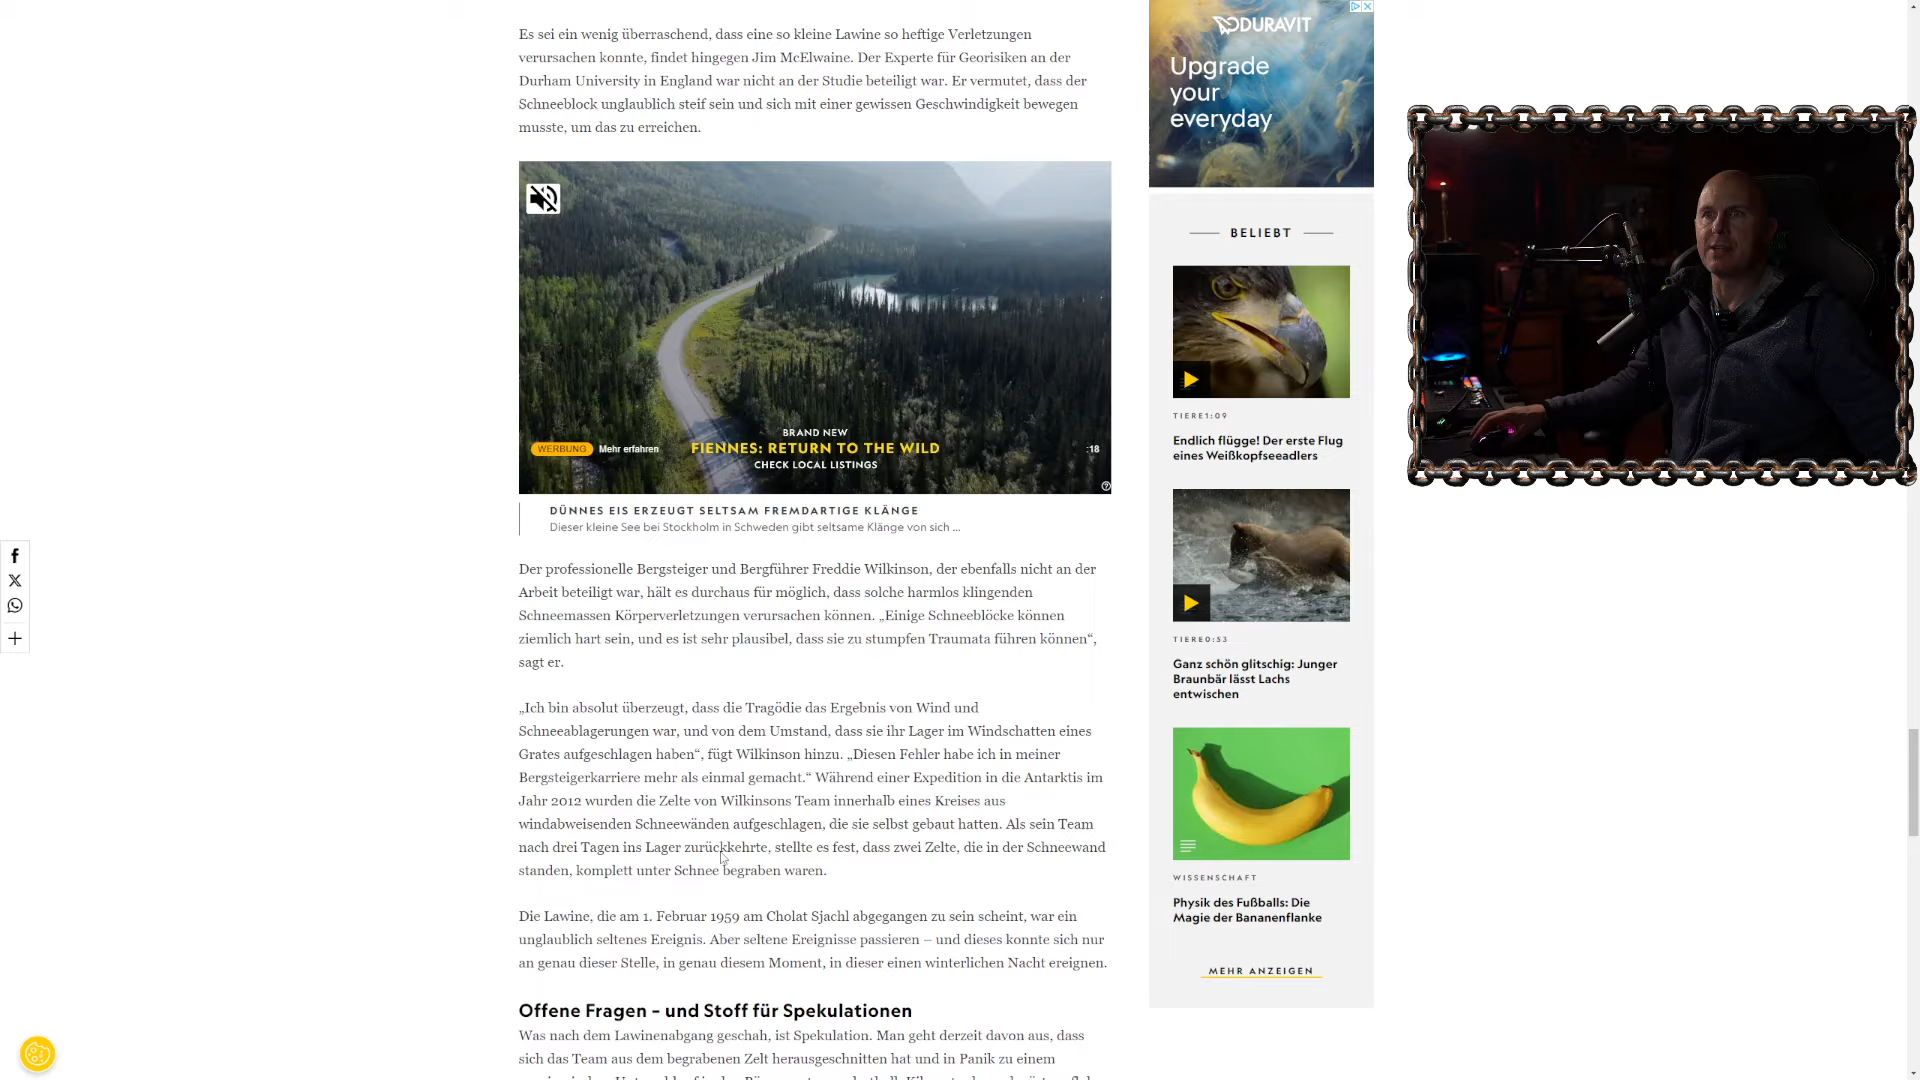 Es sei ein wenig überraschend, dass eine so kleine Lawine so heftige Verletzungen
verursachen konnte, findet hingegen Jim McElwaine. Der Experte für Georisiken an der
Durham University in England war nicht an der Studie beteiligt war. Er vermutet, dass der
Schneeblock unglaublich steif sein und sich mit einer gewissen Geschwindigkeit bewegen
musste, um das zu erreichen.
BRAND NEW
WERBUNG Mehr erfahren
FIENNES: RETURN TO THE WILD
:18
CHECK LOCAL LISTINGS
DÜNNES EIS ERZEUGT SELTSAM FREMDARTIGE KLÄNGE
Dieser kleine See bei Stockholm in Schweden gibt seltsame Klänge von sich ...
Der professionelle Bergsteiger und Bergführer Freddie Wilkinson, der ebenfalls nicht an der
Arbeit beteiligt war, hält es durchaus für möglich, dass solche harmlos klingenden
Schneemassen Körperverletzungen verursachen können. „Einige Schneeblöcke können
ziemlich hart sein, und es ist sehr plausibel, dass sie zu stumpfen Traumata führen können“,
sagt er.
„Ich bin absolut überzeugt, dass die Tragödie das Ergebnis von Wind und
Schneeablagerungen war, und von dem Umstand, dass sie ihr Lager im Windschatten eines
Grates aufgeschlagen haben“, fügt Wilkinson hinzu. „Diesen Fehler habe ich in meiner
Bergsteigerkarriere mehr als einmal gemacht.“ Während einer Expedition in die Antarktis im
Jahr 2012 wurden die Zelte von Wilkinsons Team innerhalb eines Kreises aus
windabweisenden Schneewänden aufgeschlagen, die sie selbst gebaut hatten. Als sein Team
nach drei Tagen ins Lager zurückkehrte, stellte es fest, dass zwei Zelte, die in der Schneewand
standen, komplett unter Schnee begraben waren.
Die Lawine, die am 1. Februar 1959 am Cholat Sjachl abgegangen zu sein scheint, war ein
unglaublich seltenes Ereignis. Aber seltene Ereignisse passieren – und dieses konnte sich nur
an genau dieser Stelle, in genau diesem Moment, in dieser einen winterlichen Nacht ereignen.
Offene Fragen – und Stoff für Spekulationen
Was nach dem Lawinenabgang geschah, ist Spekulation. Man geht derzeit davon aus, dass
sich das Team aus dem begrabenen Zelt herausgeschnitten hat und in Panik zu einem
DURAVIT
Upgrade
your
everyday
BELIEBT
TIERE1:09
Endlich flügge! Der erste Flug
eines Weißkopfseeadlers
TIERE0:53
Ganz schön glitschig: Junger
Braunbär lässt Lachs
entwischen
WISSENSCHAFT
Physik des Fußballs: Die
Magie der Bananenflanke
MEHR ANZEIGEN